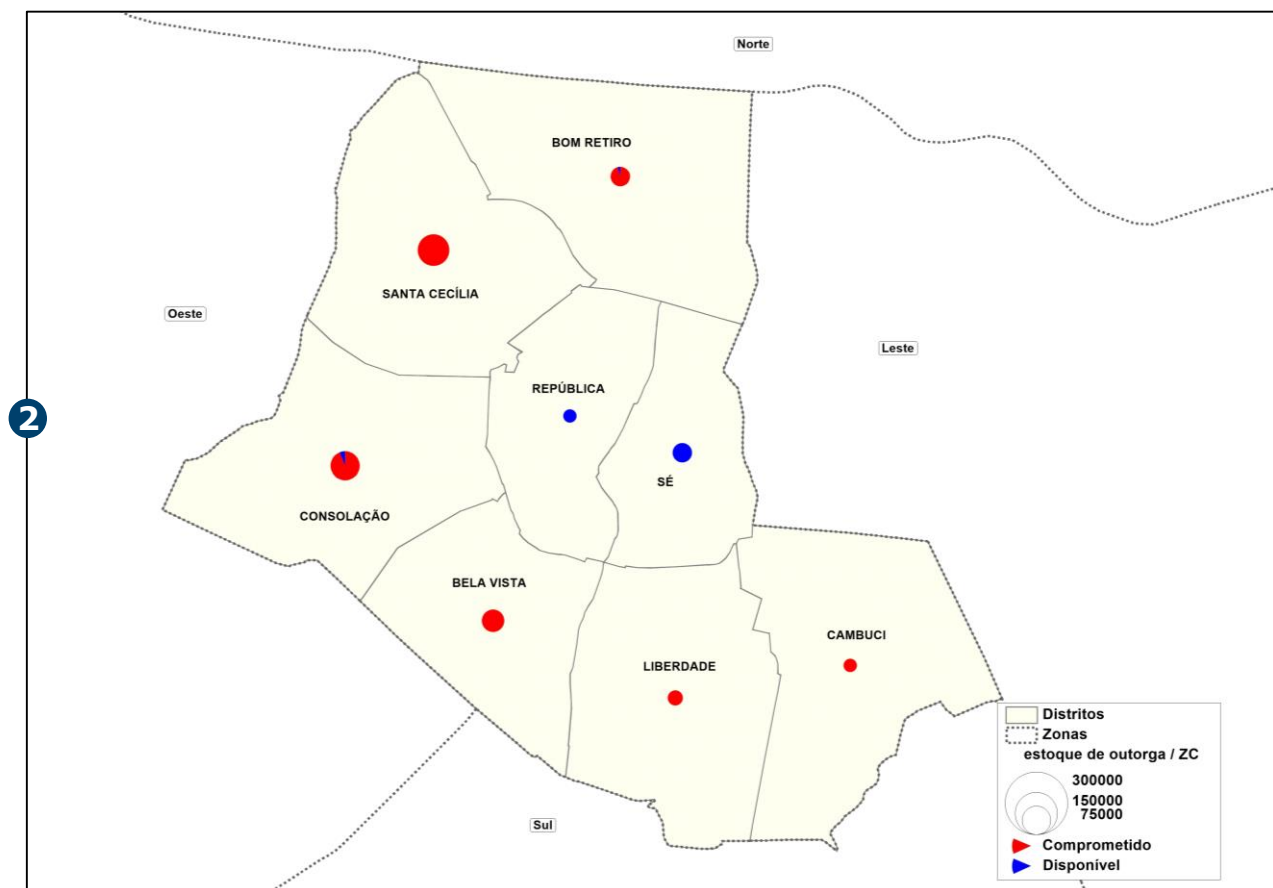 Norte
BOM RETIRO
SANTA CECÍLIA
Oeste
Leste
REPÚBLICA
2
SÉ
CONSOLAÇÃO
BELA VISTA
CAMBUCI
LIBERDADE
Sul
Distritos
Zonas
estoque de outorga / ZC
300000
150000
75000
Comprometido
Disponível